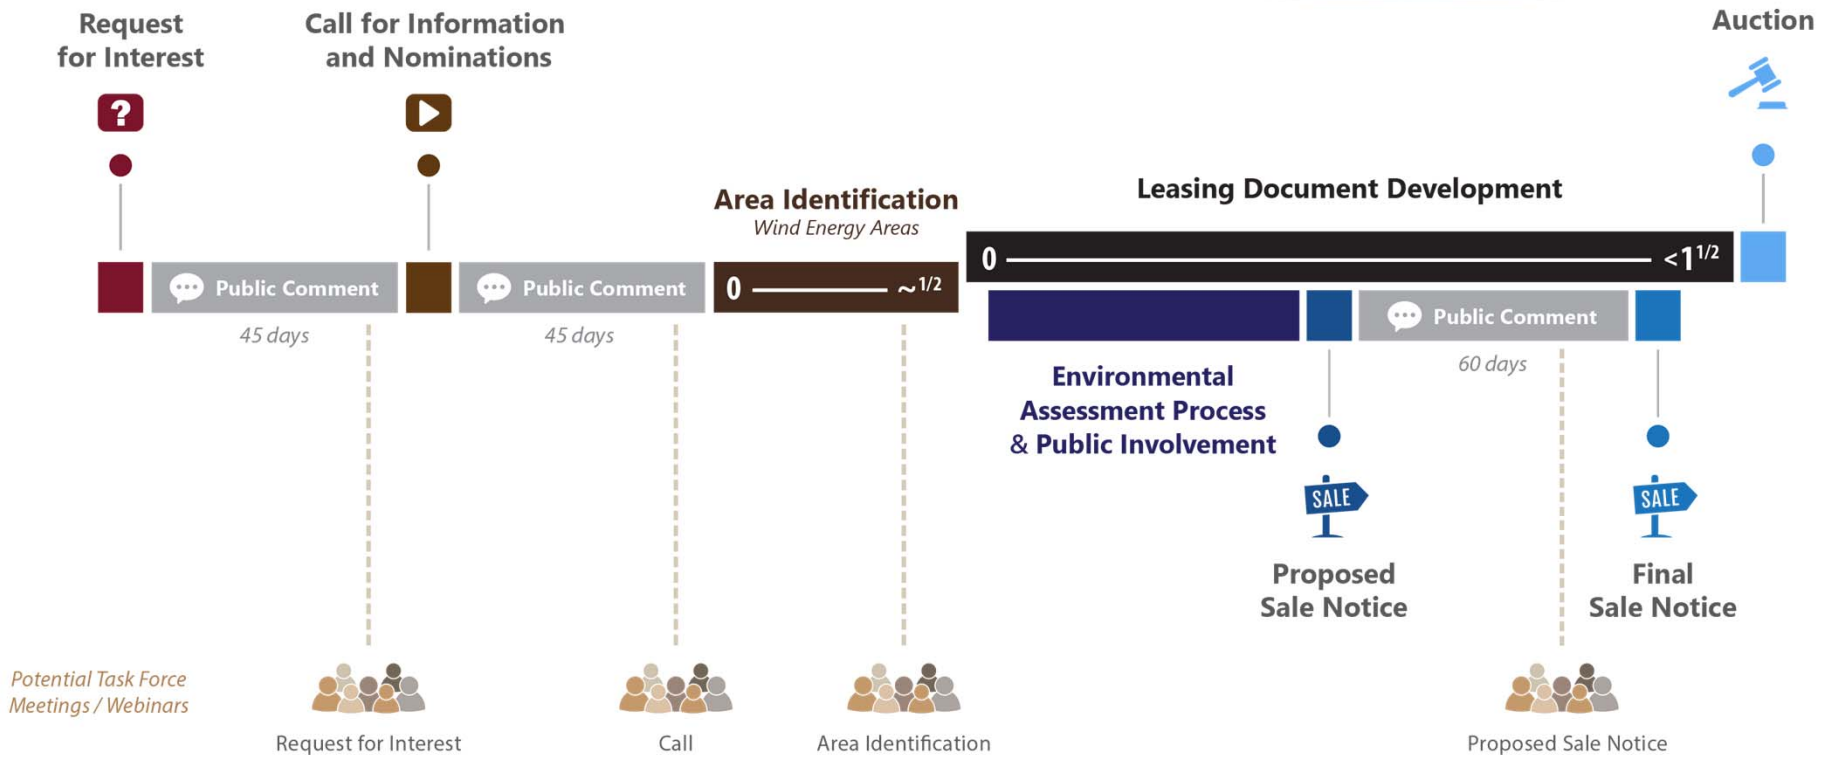 Request
for Interest
Call for Information
and Nominations
Auction
?
Area Identification
Wind Energy Areas
Leasing Document Development
0 <1 1/2
Public Comment
Public Comment
0 ~1/2
45 days
45 days
Public Comment
60 days
Environmental
Assessment Process
& Public Involvement
SALE
SALE
Proposed
Sale Notice
Final
Sale Notice
Potential Task Force
Meetings / Webinars
Request for Interest
Call
Area Identification
Proposed Sale Notice